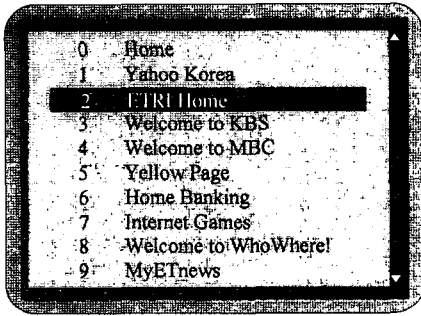 0 Home
1 Yahoo Korea
2 ETRI Home
3 Welcome to KBS
4 Welcome to MBC
5 Yellow Page
6 Home Banking
7 Internet Games
8 Welcome to WhoWhere!
9 MyETnews